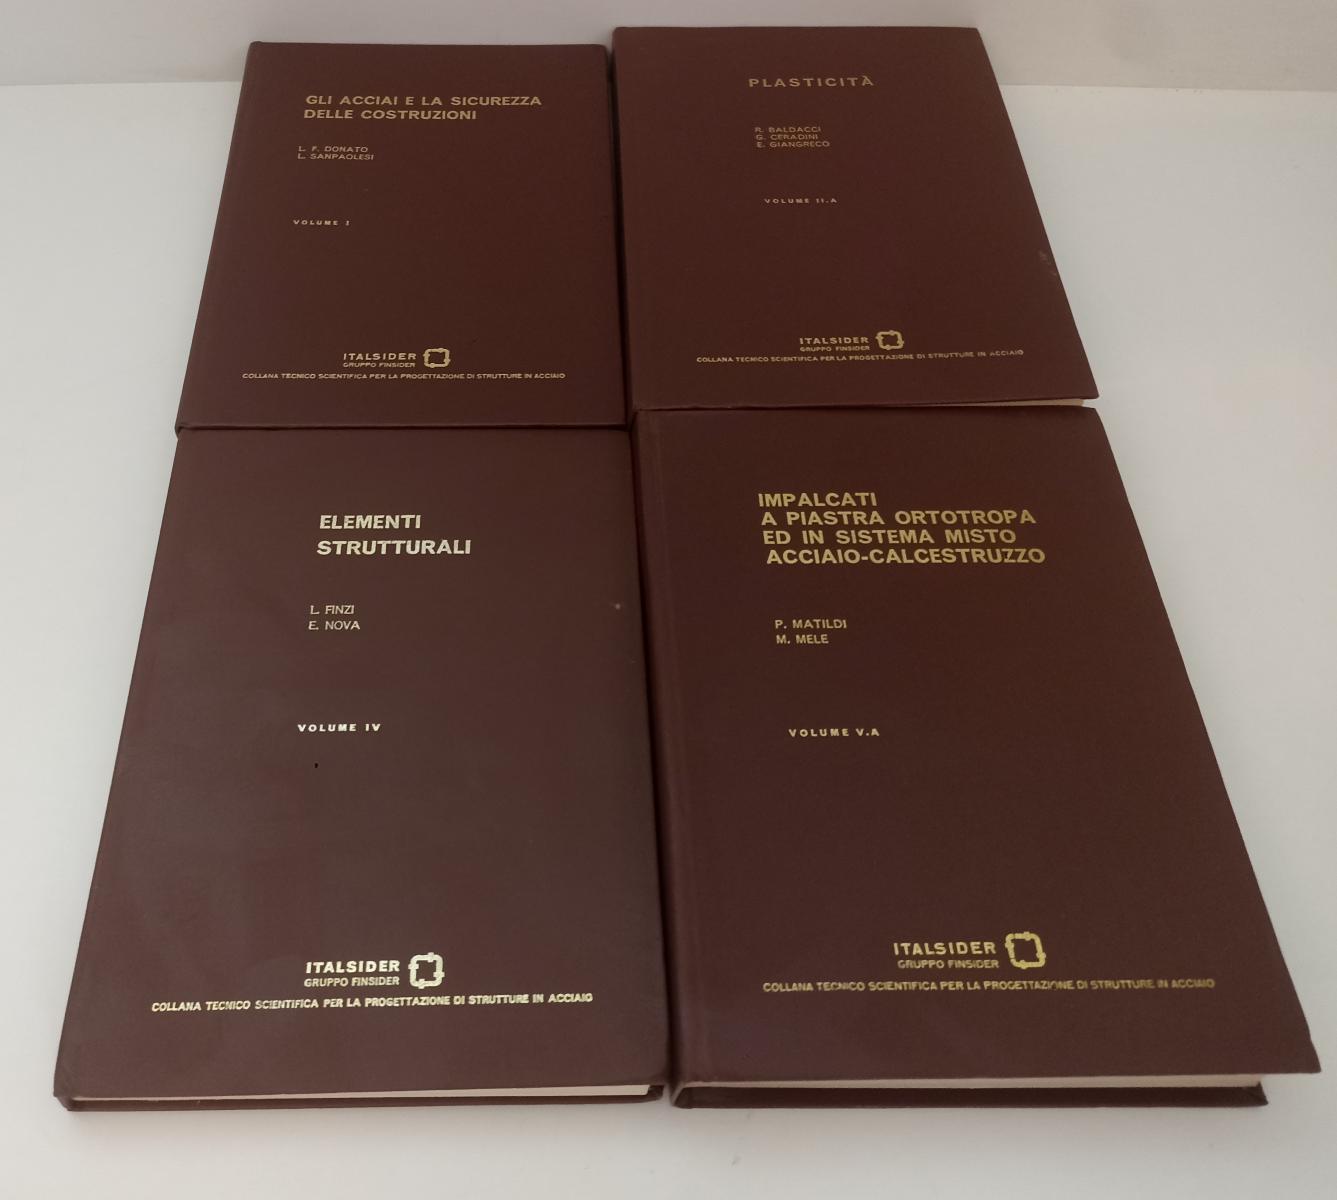 GLI ACCIAI E LA SICUREZZA
DELLE COSTRUZIONI
L. F. DONATO
L. SANPAOLESI
VOLUME I
ITALSIDER
GRUPPO FINSIDER
COLLANA TECNICO SCIENTIFICA PER LA PROGETTAZIONE DI STRUTTURE IN ACCIAIO
PLASTICITÀ
R. BALDACCI
G. CERADINI
E. GIANGRECO
VOLUME II.A
ITALSIDER
GRUPPO FINSIDER
COLLANA TECNICO SCIENTIFICA PER LA PROGETTAZIONE DI STRUTTURE IN ACCIAIO
ELEMENTI
STRUTTURALI
L. FINZI
E. NOVA
VOLUME IV
ITALSIDER
GRUPPO FINSIDER
COLLANA TECNICO SCIENTIFICA PER LA PROGETTAZIONE DI STRUTTURE IN ACCIAIO
IMPALCATI
A PIASTRA ORTOTROPA
ED IN SISTEMA MISTO
ACCIAIO-CALCESTRUZZO
P. MATILDI
M. MELE
VOLUME V.A
ITALSIDER
GRUPPO FINSIDER
COLLANA TECNICO SCIENTIFICA PER LA PROGETTAZIONE DI STRUTTURE IN ACCIAIO